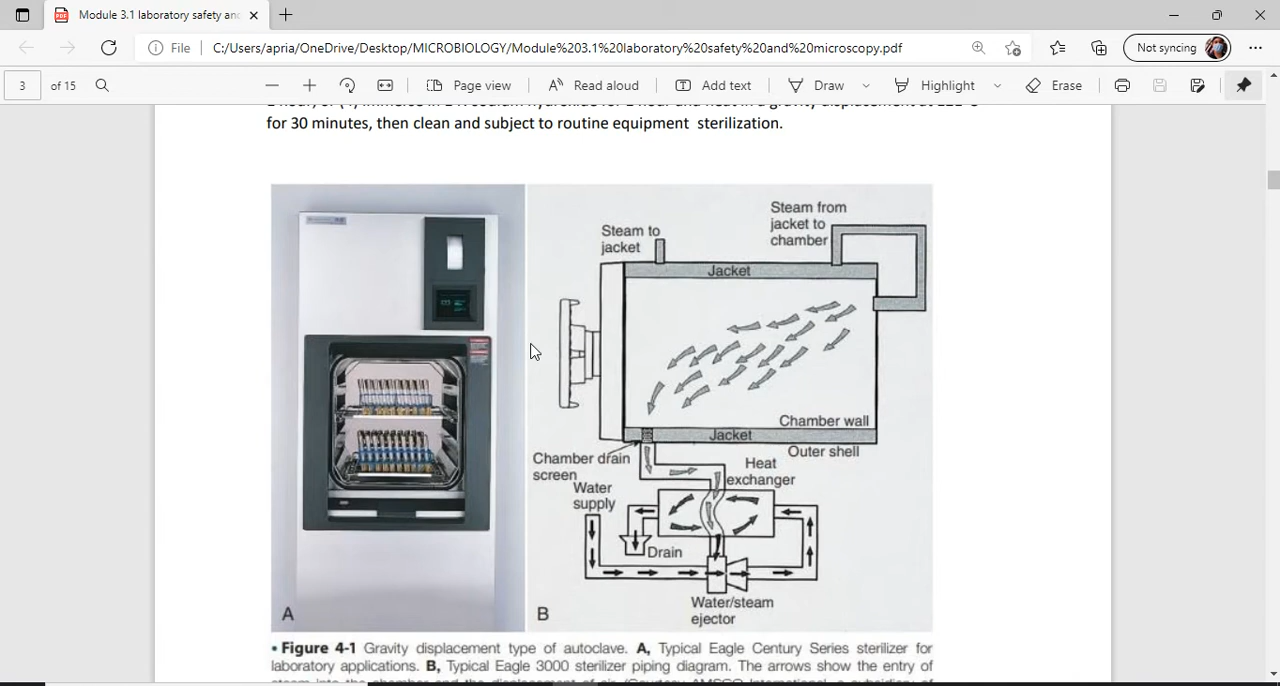 Module 3.1 laboratory safety and
File
C:/Users/apria/OneDrive/Desktop/MICROBIOLOGY/Module%203.1%20laboratory%20safety%20and%20microscopy.pdf
Not syncing
3 of 15
Page view
Read aloud
Add text
Draw
Highlight
Erase
for 30 minutes, then clean and subject to routine equipment sterilization.
Steam from
jacket to
chamber
Steam to
jacket
Jacket
Chamber wall
Jacket
Outer shell
Chamber drain
screen
Heat
exchanger
Water
supply
Drain
Water/steam
ejector
A
B
• Figure 4-1 Gravity displacement type of autoclave. A, Typical Eagle Century Series sterilizer for
laboratory applications. B, Typical Eagle 3000 sterilizer piping diagram. The arrows show the entry of